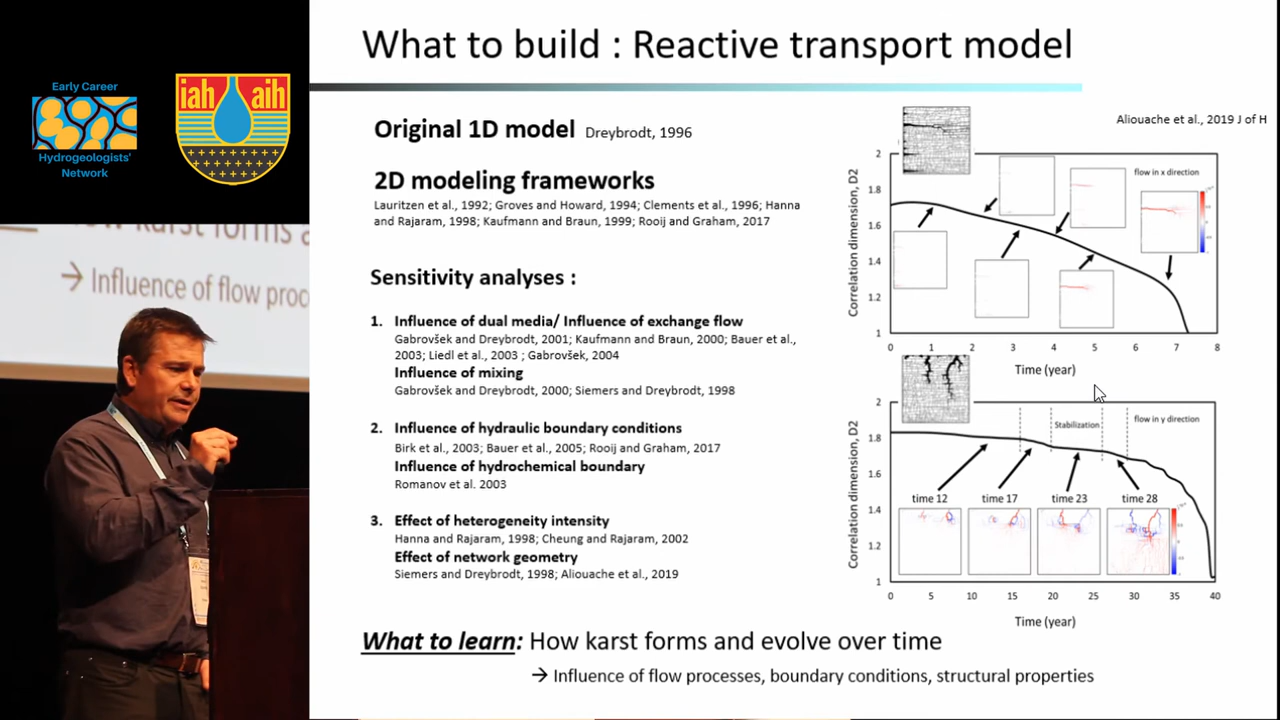 What to build : Reactive transport model
Early Career
Hydrogeologists'
Network
iah aih
Influence of flow proc
Original 1D model Dreybrodt, 1996
2D modeling frameworks
Lauritzen et al., 1992; Groves and Howard, 1994; Clements et al., 1996; Hanna
and Rajaram, 1998; Kaufmann and Braun, 1999; Rooij and Graham, 2017
Sensitivity analyses :
1. Influence of dual media/ Influence of exchange flow
Gabrovšek and Dreybrodt, 2001; Kaufmann and Braun, 2000; Bauer et al.,
2003; Liedl et al., 2003 ; Gabrovšek, 2004
Influence of mixing
Gabrovšek and Dreybrodt, 2000; Siemers and Dreybrodt, 1998
2. Influence of hydraulic boundary conditions
Birk et al., 2003; Bauer et al., 2005; Rooij and Graham, 2017
Influence of hydrochemical boundary
Romanov et al. 2003
3. Effect of heterogeneity intensity
Hanna and Rajaram, 1998; Cheung and Rajaram, 2002
Effect of network geometry
Siemers and Dreybrodt, 1998; Aliouache et al., 2019
Aliouache et al., 2019 J of H
Correlation dimension, D2
2
1.8
1.6
1.4
1.2
1
flow in x direction
0 1 2 3 4 5 6 7 8
Time (year)
Correlation dimension, D2
2
1.8
1.6
1.4
1.2
1
Stabilization
flow in y direction
time 12 time 17 time 23 time 28
0 5 10 15 20 25 30 35 40
Time (year)
What to learn: How karst forms and evolve over time
→ Influence of flow processes, boundary conditions, structural properties